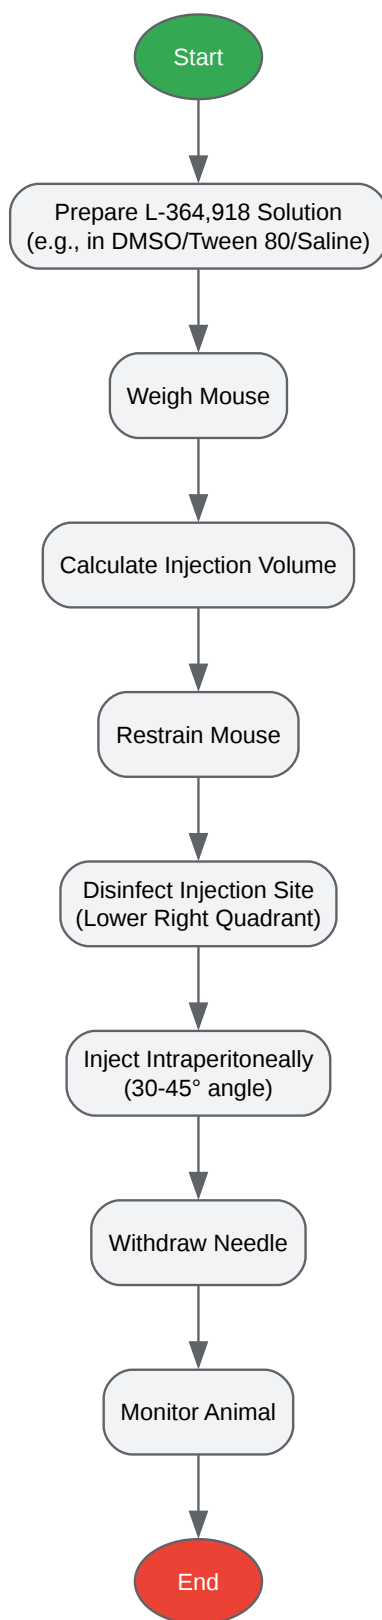 Start
Prepare L-364,918 Solution
(e.g., in DMSO/Tween 80/Saline)
Weigh Mouse
Calculate Injection Volume
Restrain Mouse
Disinfect Injection Site
(Lower Right Quadrant)
Inject Intraperitoneally
(30-45° angle)
Withdraw Needle
Monitor Animal
End